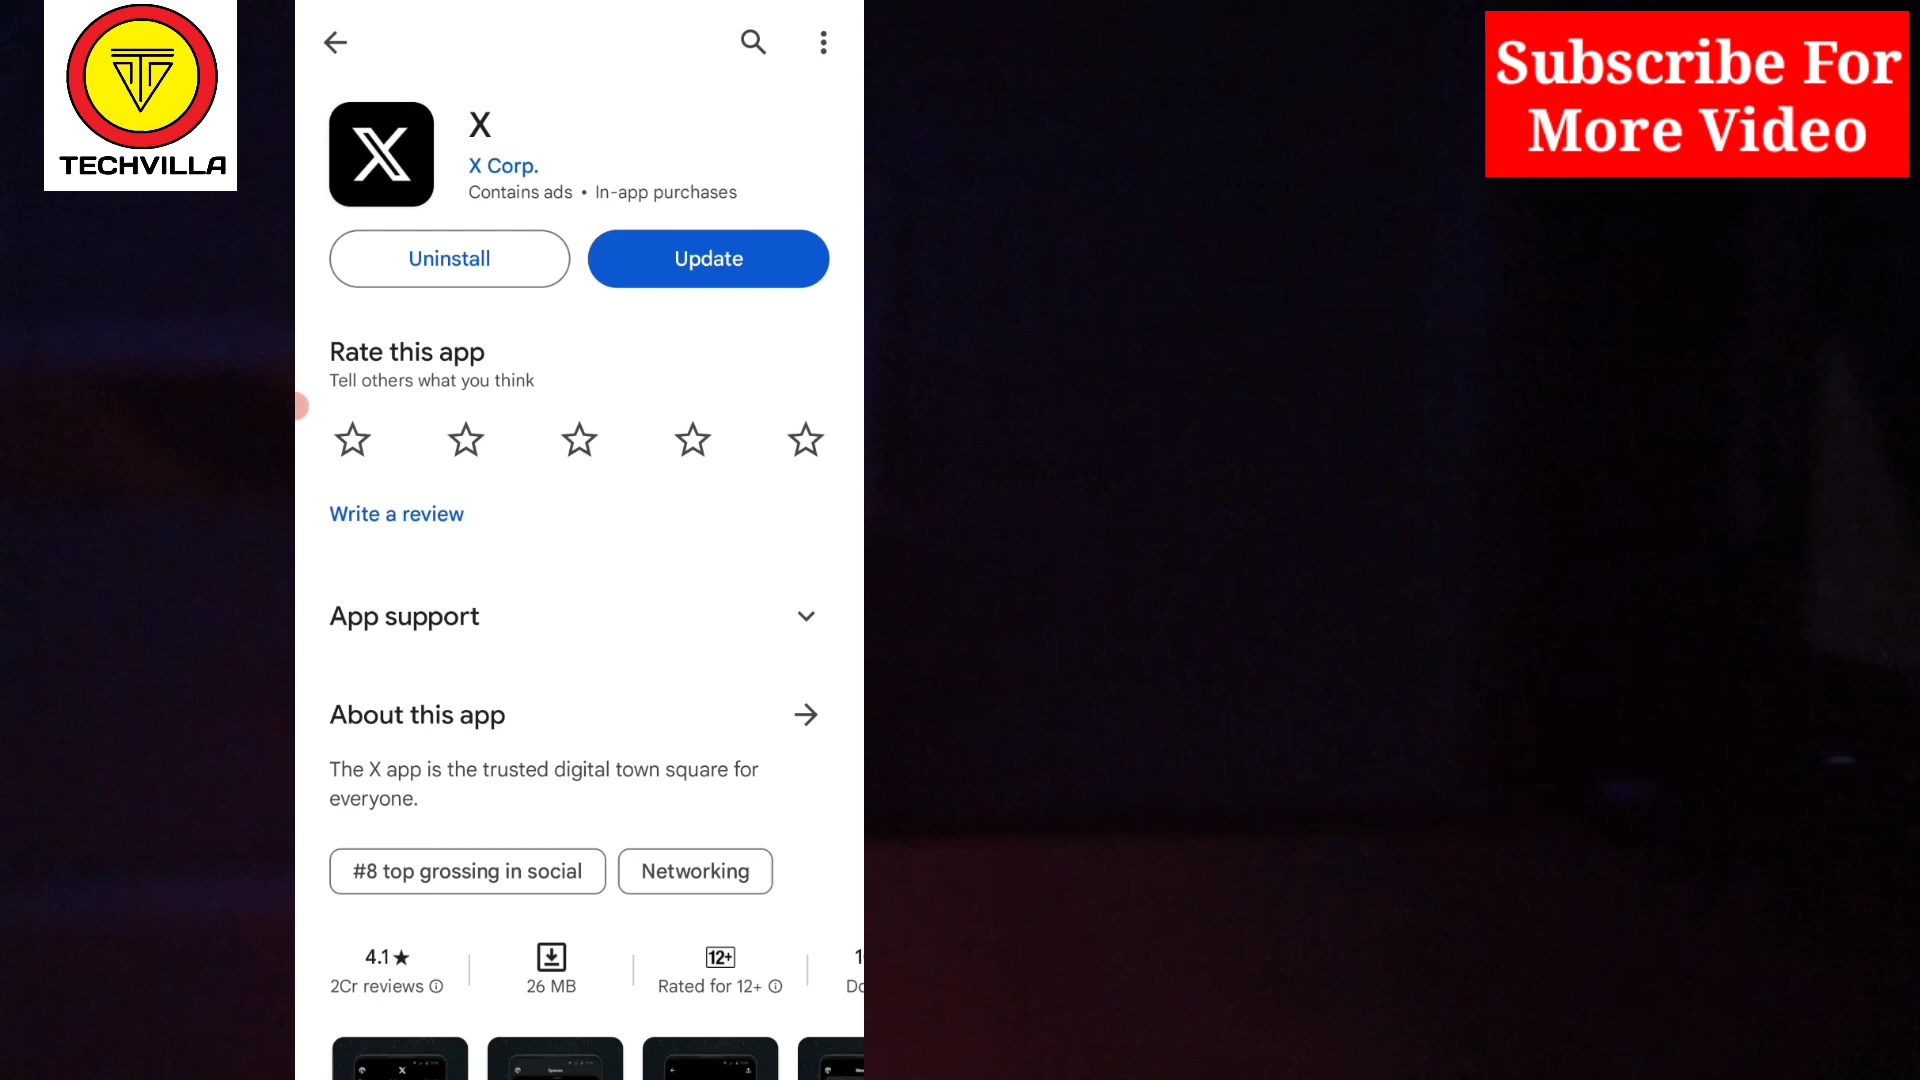 TECHVILLA
Subscribe For
More Video
X
X Corp.
Contains ads • In-app purchases
Uninstall
Update
Rate this app
Tell others what you think
Write a review
App support
About this app
The X app is the trusted digital town square for
everyone.
#8 top grossing in social
Networking
4.1★
2Cr reviews
26 MB
12+
Rated for 12+